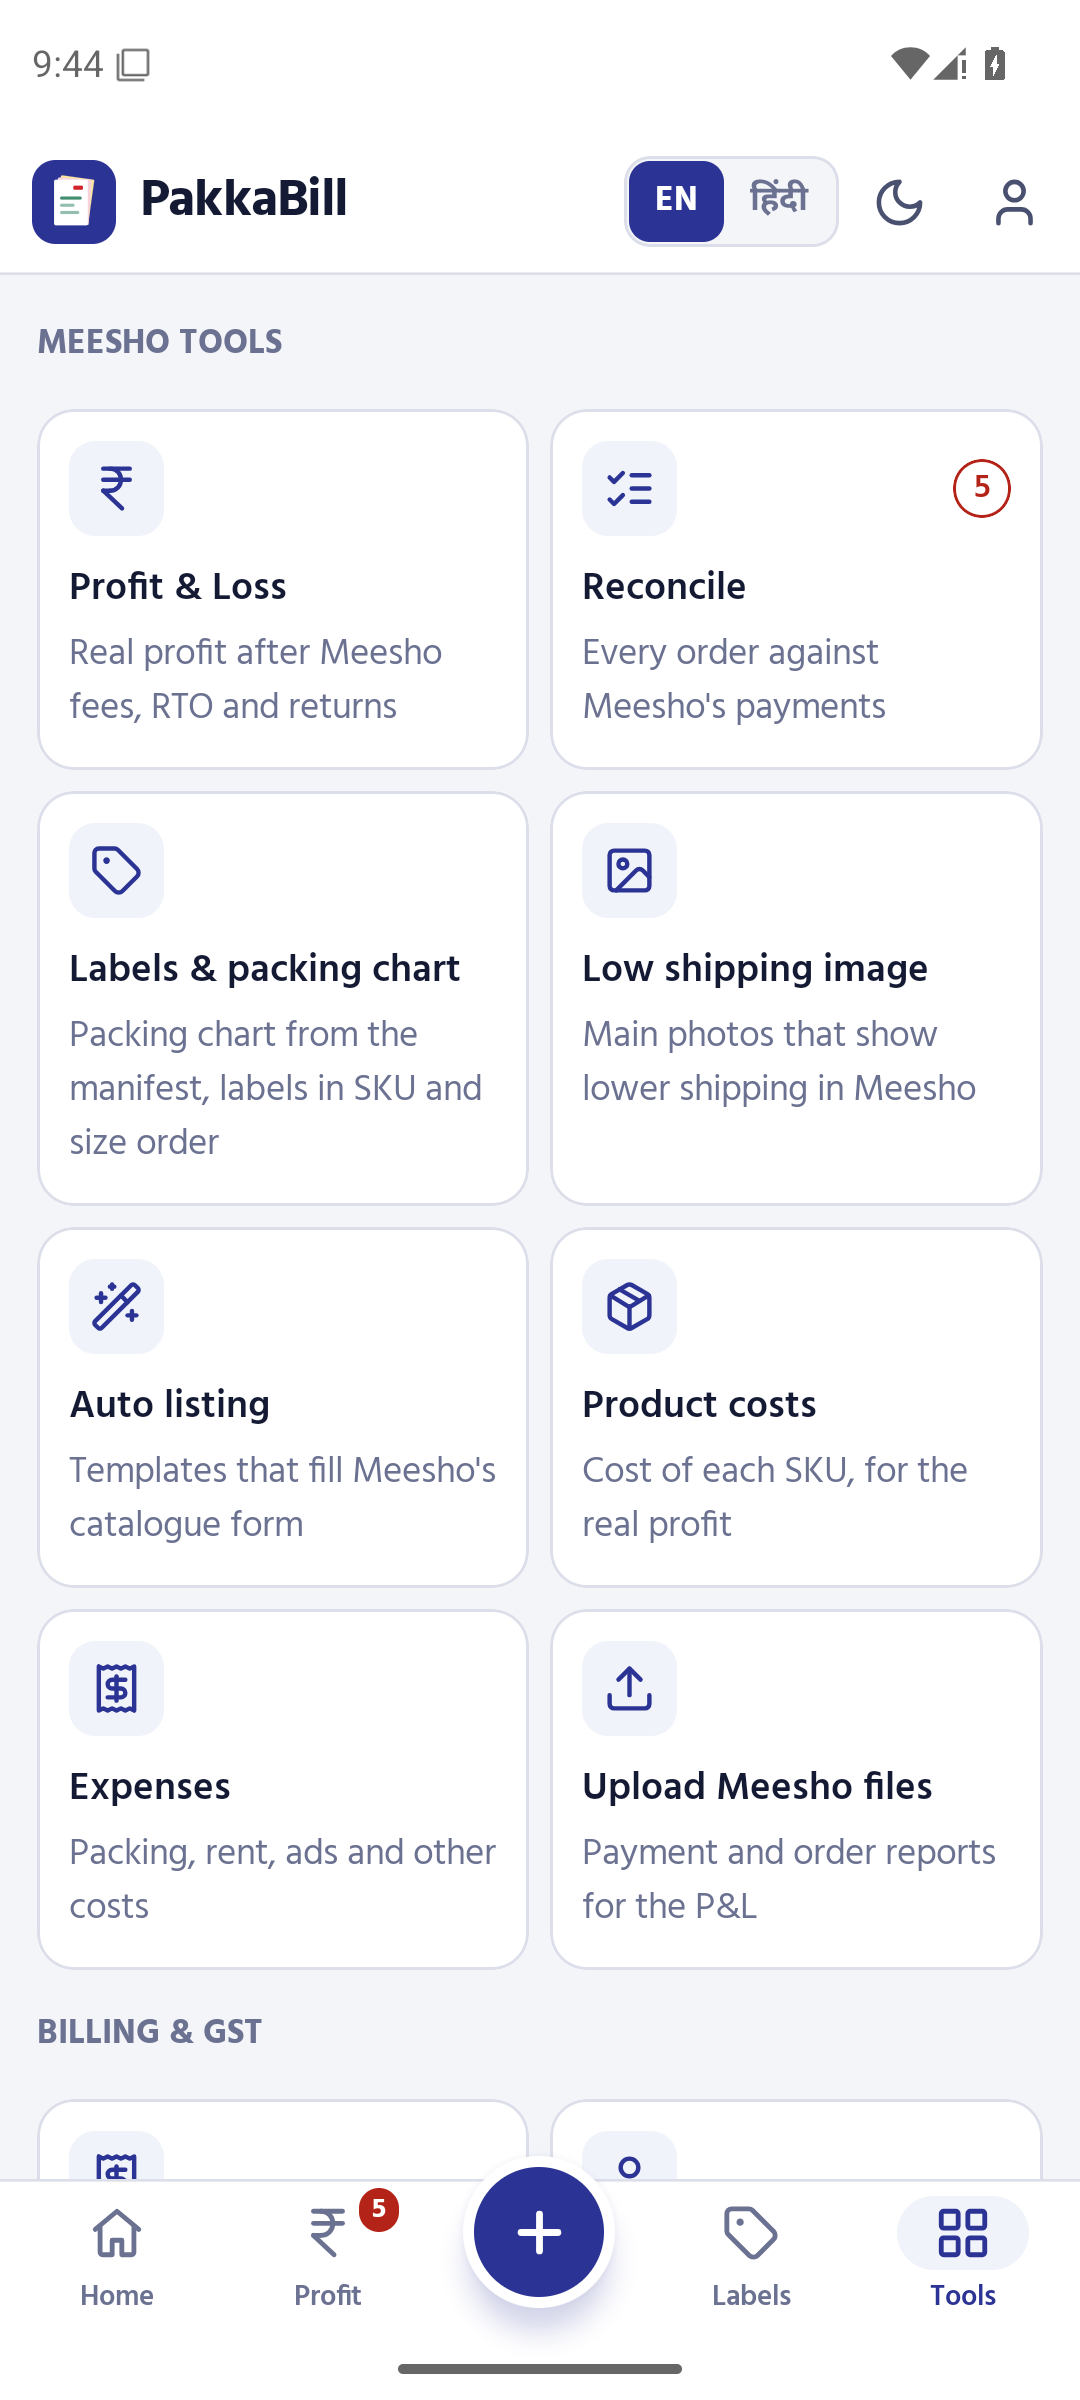 9:44
PakkaBill
EN
हिंदी
MEESHO TOOLS
Profit & Loss
Real profit after Meesho
fees, RTO and returns
5
Reconcile
Every order against
Meesho's payments
Labels & packing chart
Packing chart from the
manifest, labels in SKU and
size order
Low shipping image
Main photos that show
lower shipping in Meesho
Auto listing
Templates that fill Meesho's
catalogue form
Product costs
Cost of each SKU, for the
real profit
Expenses
Packing, rent, ads and other
costs
Upload Meesho files
Payment and order reports
for the P&L
BILLING & GST
Home
5
Profit
Labels
Tools